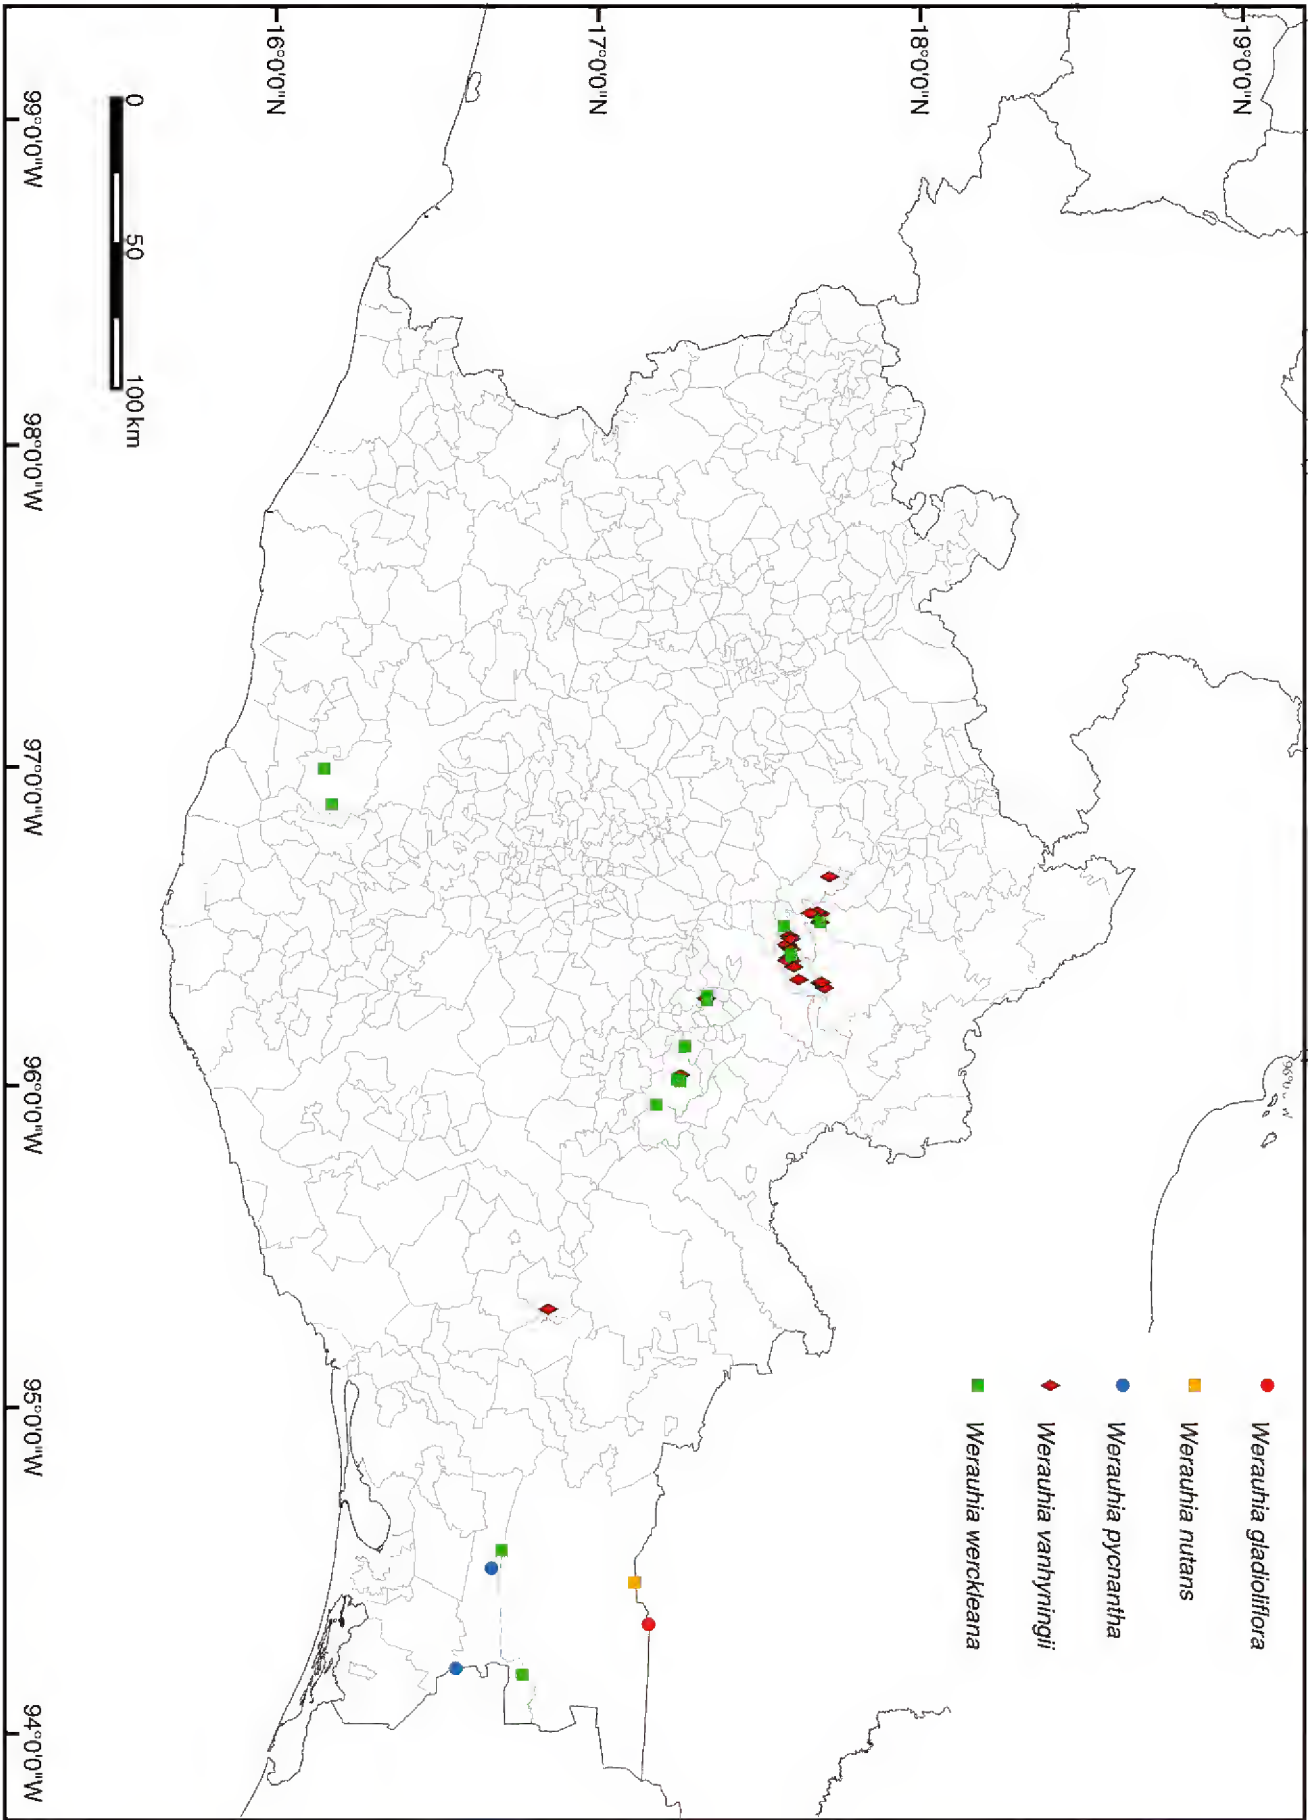 Werauhia gladioliflora
Werauhia nutans
Werauhia pycnantha
Werauhia vanhyningii
Werauhia werckleana
19°0'0"N
18°0'0"N
17°0'0"N
16°0'0"N
0 50 100 km
99°0'0"W
98°0'0"W
97°0'0"W
96°0'0"W
95°0'0"W
94°0'0"W